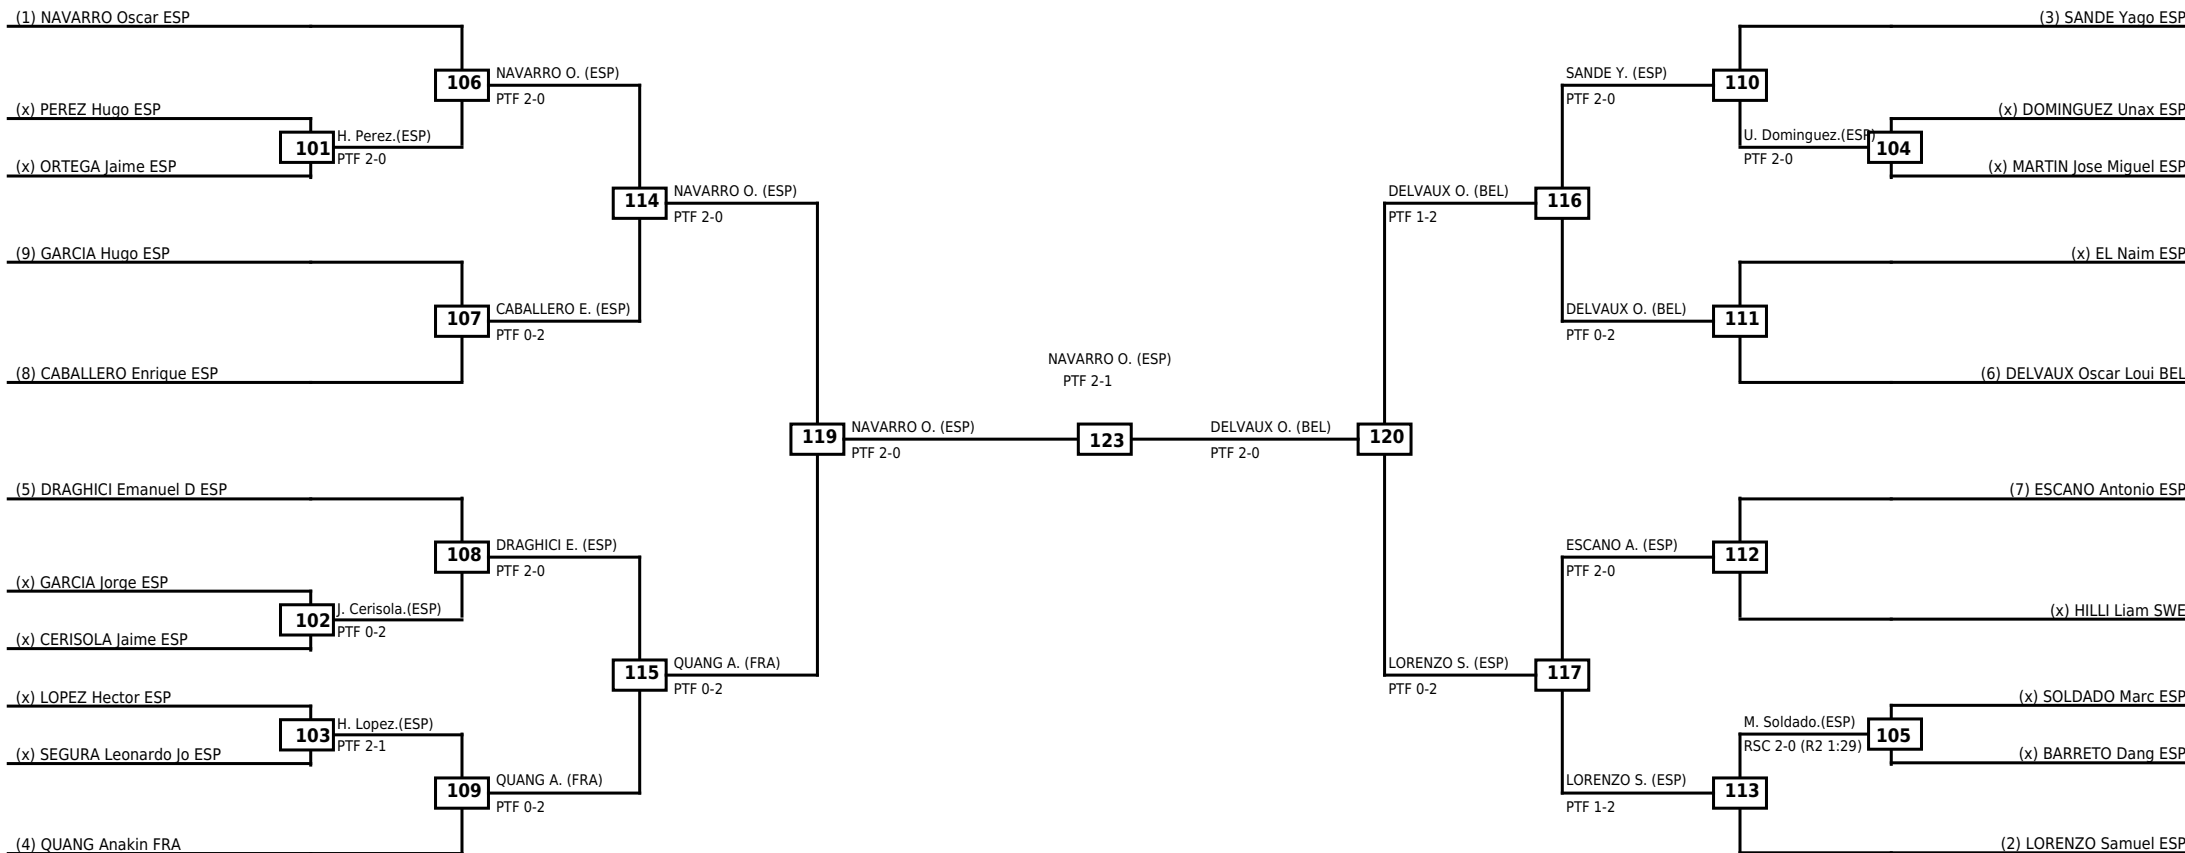 (1) NAVARRO Oscar ESP
(3) SANDE Yago ESP
106
NAVARRO O. (ESP)
PTF 2-0
SANDE Y. (ESP)
PTF 2-0
110
(x) PEREZ Hugo ESP
(x) DOMINGUEZ Unax ESP
101
H. Perez.(ESP)
PTF 2-0
U. Dominguez.(ESP)
PTF 2-0
104
(x) ORTEGA Jaime ESP
(x) MARTIN Jose Miguel ESP
114
NAVARRO O. (ESP)
PTF 2-0
DELVAUX O. (BEL)
PTF 1-2
116
(9) GARCIA Hugo ESP
(x) EL Naim ESP
107
CABALLERO E. (ESP)
PTF 0-2
DELVAUX O. (BEL)
PTF 0-2
111
(8) CABALLERO Enrique ESP
(6) DELVAUX Oscar Loui BEL
NAVARRO O. (ESP)
PTF 2-1
119
NAVARRO O. (ESP)
PTF 2-0
123
DELVAUX O. (BEL)
PTF 2-0
120
(5) DRAGHICI Emanuel D ESP
(7) ESCANO Antonio ESP
108
DRAGHICI E. (ESP)
PTF 2-0
ESCANO A. (ESP)
PTF 2-0
112
(x) GARCIA Jorge ESP
102
J. Cerisola.(ESP)
PTF 0-2
(x) HILLI Liam SWE
(x) CERISOLA Jaime ESP
115
QUANG A. (FRA)
PTF 0-2
LORENZO S. (ESP)
PTF 0-2
117
(x) LOPEZ Hector ESP
(x) SOLDADO Marc ESP
103
H. Lopez.(ESP)
PTF 2-1
M. Soldado.(ESP)
RSC 2-0 (R2 1:29)
105
(x) SEGURA Leonardo Jo ESP
(x) BARRETO Dang ESP
109
QUANG A. (FRA)
PTF 0-2
LORENZO S. (ESP)
PTF 1-2
113
(4) QUANG Anakin FRA
(2) LORENZO Samuel ESP